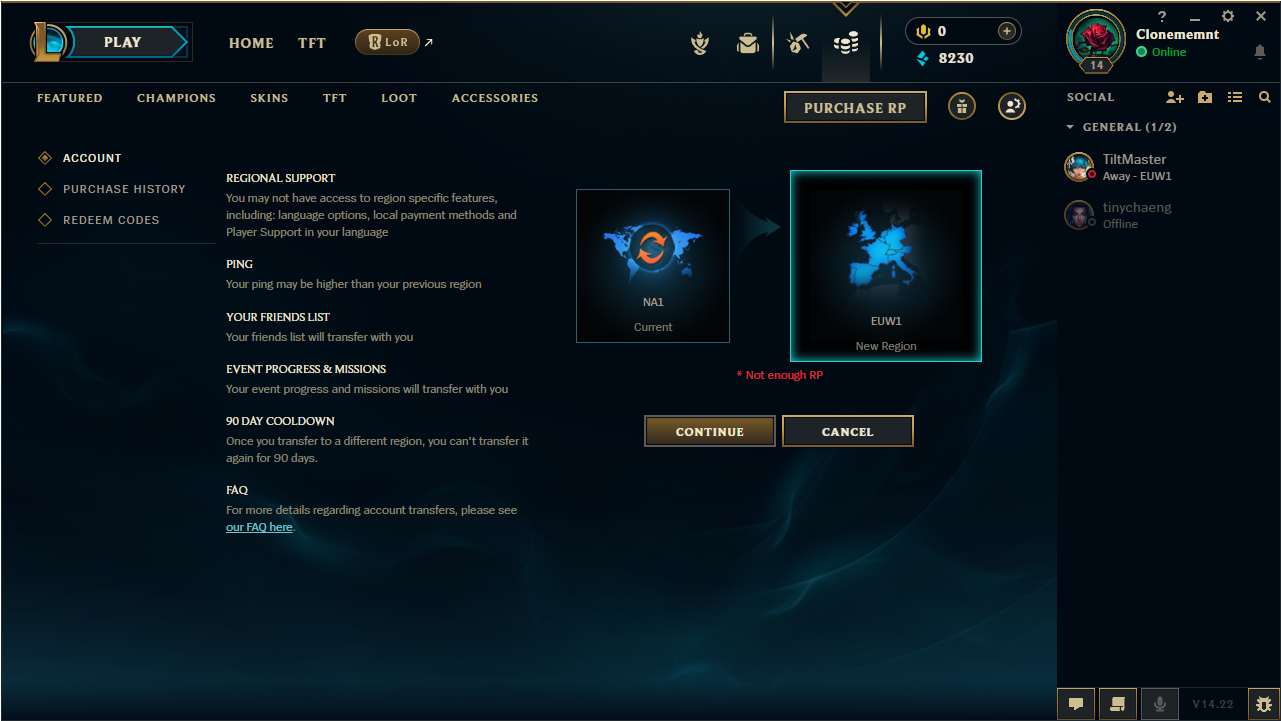 PLAY
HOME
TFT
LoR
0
8230
?
Clonememnt
Online
14
FEATURED
CHAMPIONS
SKINS
TFT
LOOT
ACCESSORIES
PURCHASE RP
SOCIAL
GENERAL (1/2)
TiltMaster
Away - EUW1
tinychaeng
Offline
ACCOUNT
PURCHASE HISTORY
REDEEM CODES
REGIONAL SUPPORT
You may not have access to region specific features,
including: language options, local payment methods and
Player Support in your language
PING
Your ping may be higher than your previous region
YOUR FRIENDS LIST
Your friends list will transfer with you
EVENT PROGRESS & MISSIONS
Your event progress and missions will transfer with you
90 DAY COOLDOWN
Once you transfer to a different region, you can't transfer it
again for 90 days.
FAQ
For more details regarding account transfers, please see
our FAQ here.
NA1
Current
EUW1
New Region
* Not enough RP
CONTINUE
CANCEL
V14.22